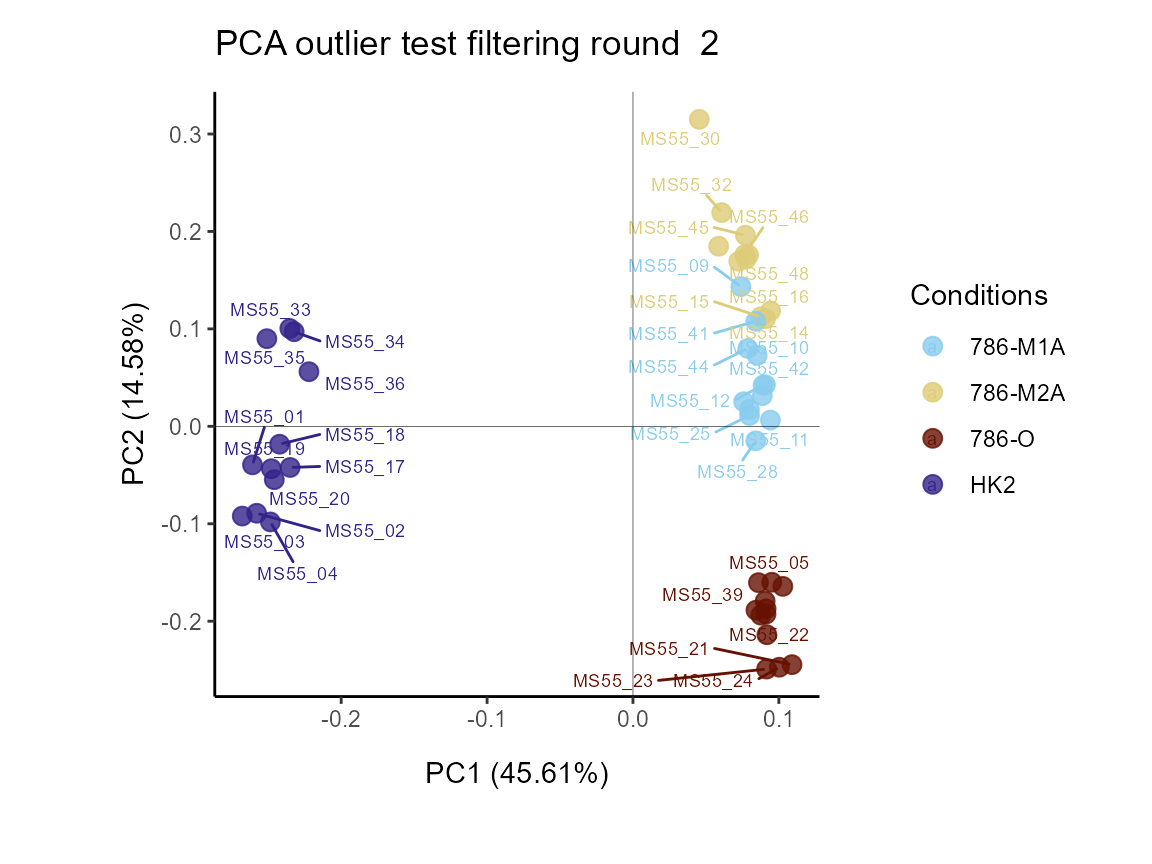 PCA outlier test filtering round  2
0.3
0.2
0.1
0.0
-0.1
-0.2
PC2 (14.58%)
MS55_30
MS55_32
MS55_46
MS55_45
MS55_09
MS55_48
MS55_16
MS55_15
MS55_41
MS55_14
MS55_10
MS55_44
MS55_42
MS55_12
MS55_25
MS55_11
MS55_28
MS55_33
MS55_34
MS55_35
MS55_36
MS55_01
MS55_18
MS55_19
MS55_17
MS55_20
MS55_02
MS55_03
MS55_04
MS55_05
MS55_39
MS55_22
MS55_21
MS55_23
MS55_24
-0.2
-0.1
0.0
0.1
PC1 (45.61%)
Conditions
a 786-M1A
a 786-M2A
a 786-O
a HK2